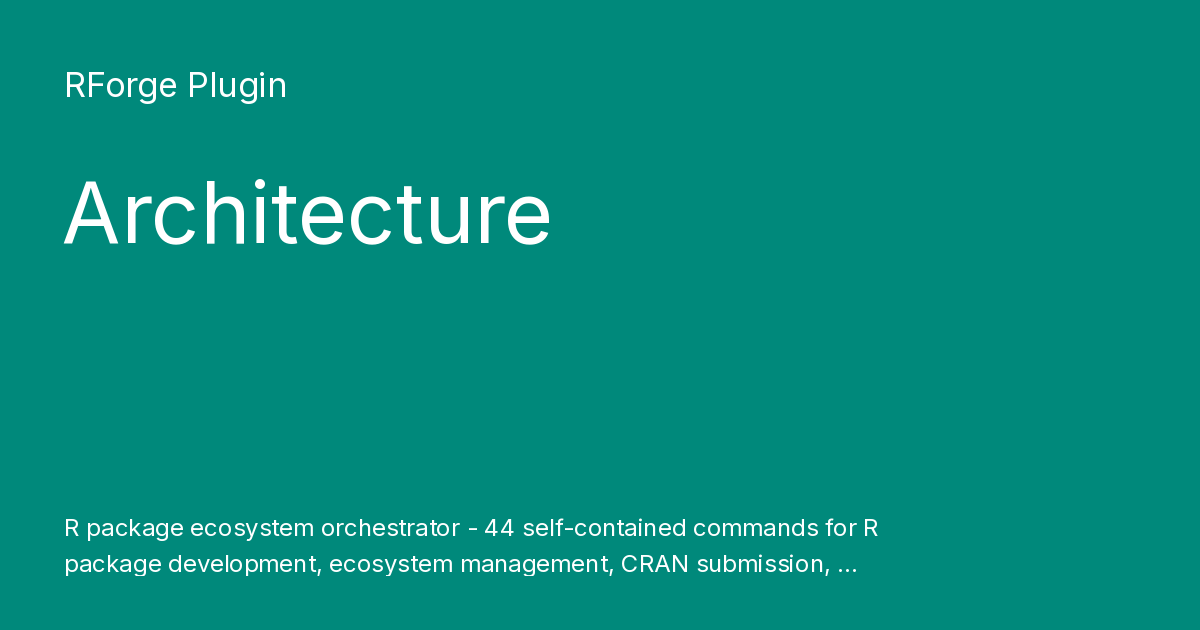 RForge Plugin
Architecture
R package ecosystem orchestrator - 44 self-contained commands for R
package development, ecosystem management, CRAN submission, ...